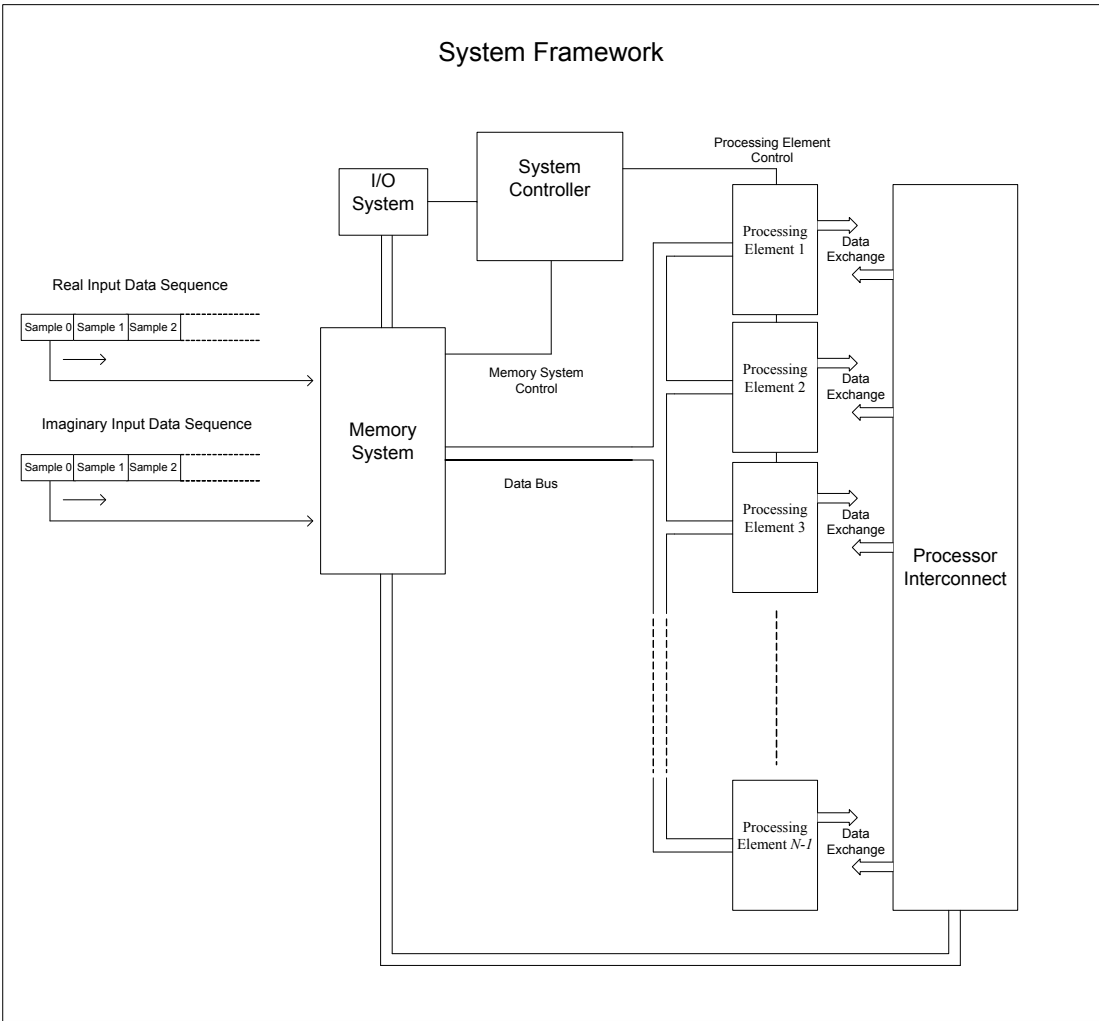 System Framework
Processing Element
Control
System
Controller
I/O
System
Processing
Element 1
Data
Exchange
Real Input Data Sequence
Sample 0 Sample 1 Sample 2
Memory System
Control
Processing
Element 2
Data
Exchange
Imaginary Input Data Sequence
Sample 0 Sample 1 Sample 2
Memory
System
Data Bus
Processing
Element 3
Data
Exchange
Processor
Interconnect
Processing
Element N-1
Data
Exchange